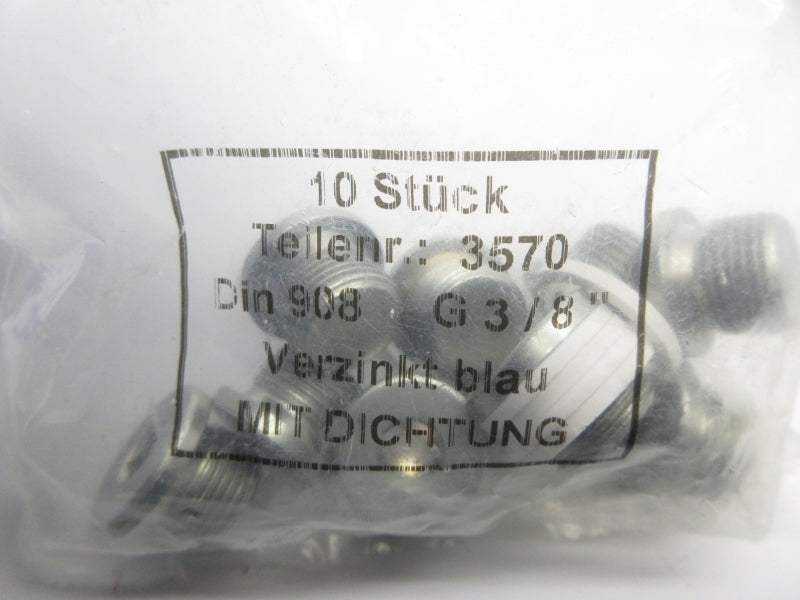 10 Stück
Teilenr.: 3570
Din 908 G 3/8"
Verzinkt blau
MIT DICHTUNG